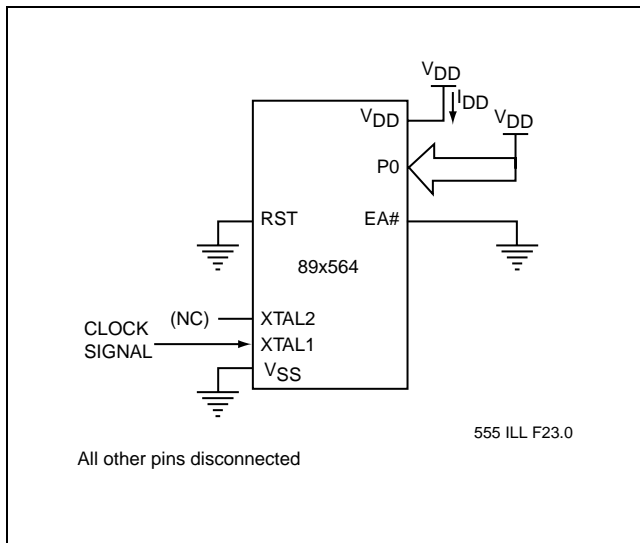 VDD
IDD
VDD
VDD
P0
RST
EA#
89x564
(NC)
XTAL2
CLOCK
SIGNAL
XTAL1
VSS
555 ILL F23.0
All other pins disconnected